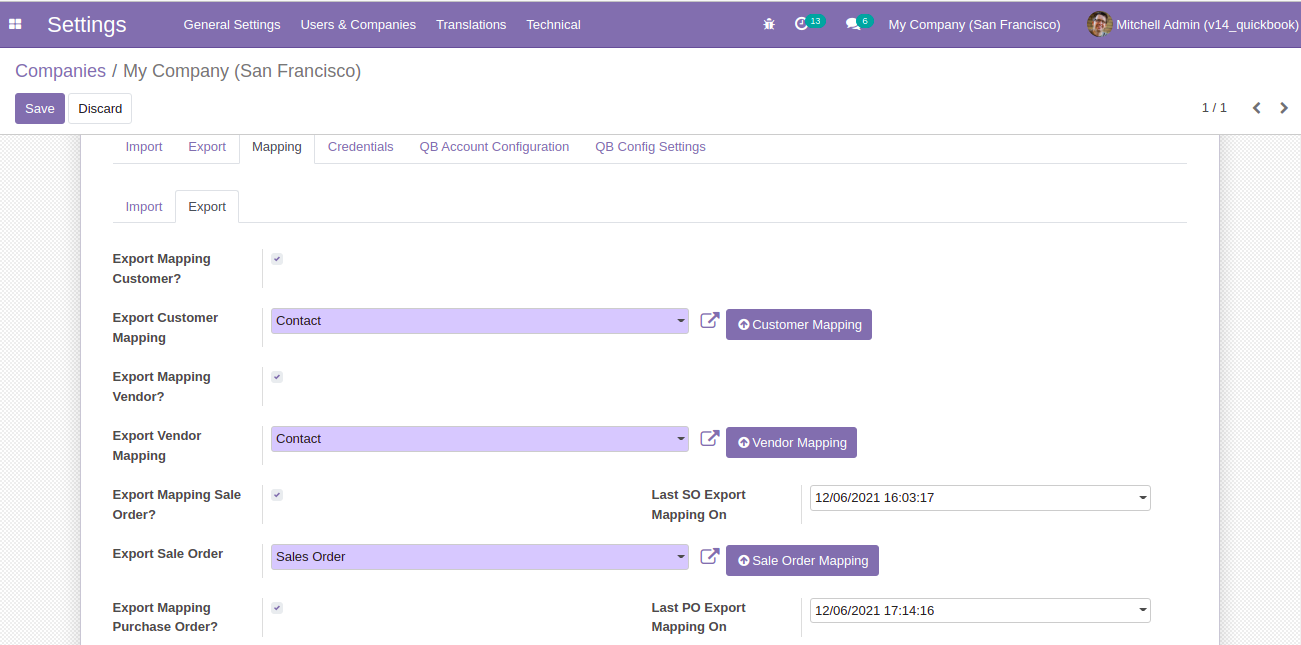 Settings General Settings Users & Companies Translations Technical 13 6 My Company (San Francisco) Mitchell Admin (v14_quickbook)
Companies / My Company (San Francisco)
Save Discard 1 / 1
Import Export Mapping Credentials QB Account Configuration QB Config Settings
Import Export
Export Mapping
Customer?
Export Customer
Mapping
Contact
Customer Mapping
Export Mapping
Vendor?
Export Vendor
Mapping
Contact
Vendor Mapping
Export Mapping Sale
Order?
Last SO Export
Mapping On
12/06/2021 16:03:17
Export Sale Order
Sales Order
Sale Order Mapping
Export Mapping
Purchase Order?
Last PO Export
Mapping On
12/06/2021 17:14:16